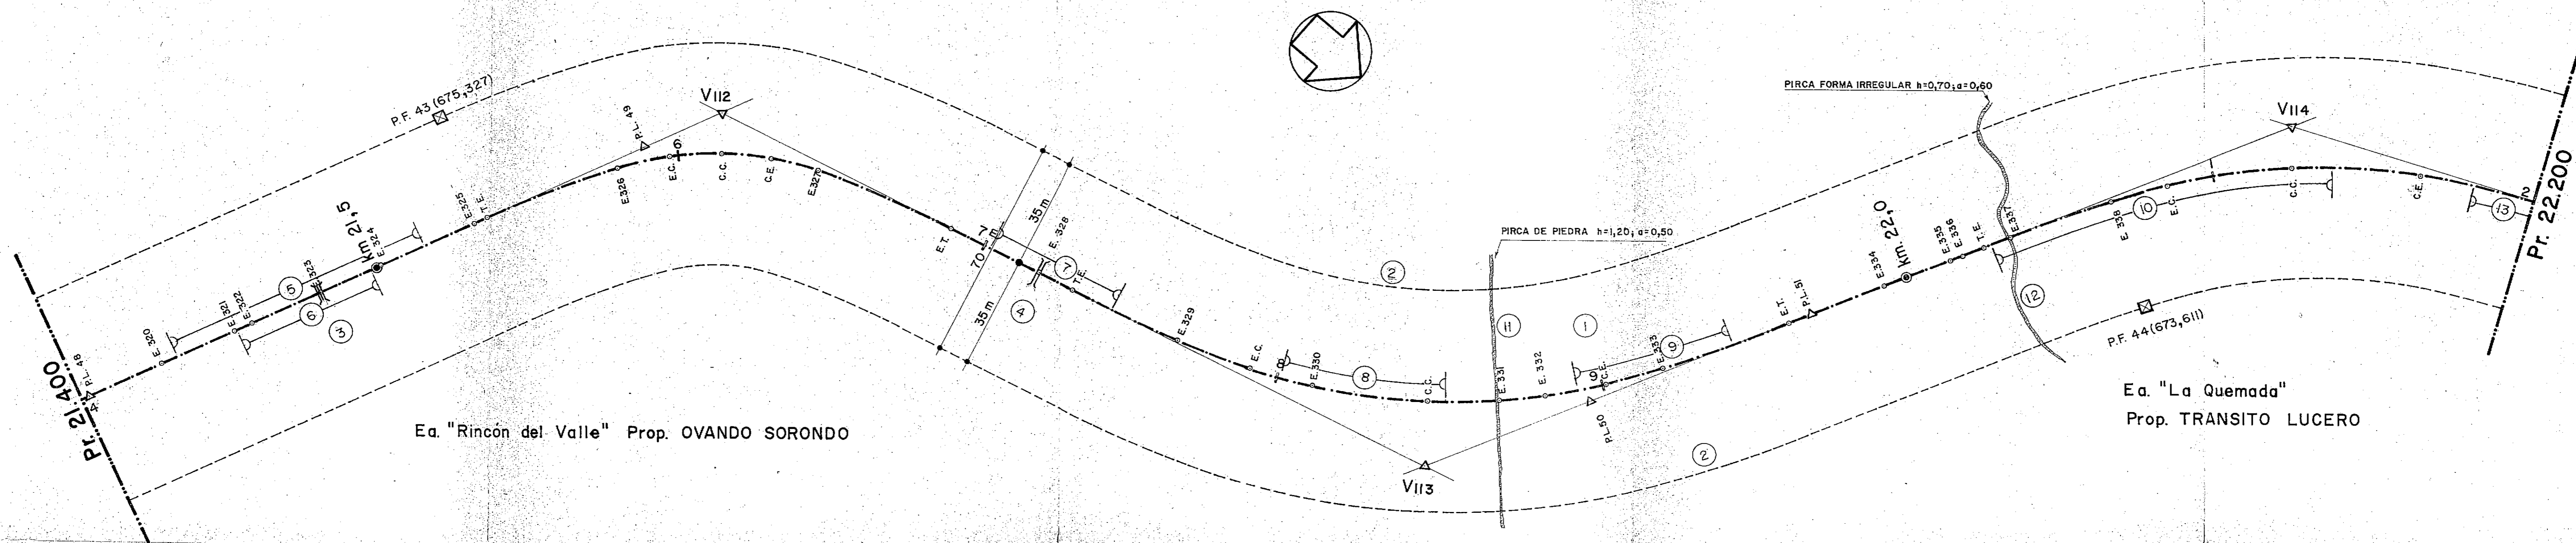 Pr. 21.400
4
P.L. 48
E. 320
5
6
3
E. 321
E. 322
E. 323
Km 21,5
E. 324
P.F. 43 (675,327)
E. 325
T. E.
E.326
P.L. 49
6
E.C.
V112
C.C.
C.E.
E.327
Ea. "Rincón del Valle" Prop. OVANDO SORONDO
E.T.
7
70 m
35 m
35 m
E. 328
7
T.E.
4
E.329
E.C.
8
E.330
8
C.C.
V113
2
PIRCA DE PIEDRA h=1,20; a=0,50
11
E. 331
E. 332
1
9
C.E.
P.L.50
E. 333
9
2
E.T.
P.L. 51
E.334
Km. 22,0
E.335
E.336
T. E.
E.337
PIRCA FORMA IRREGULAR h=0,70; a=0,60
12
P.F. 44 (673,611)
E. 338
10
E.C.
V114
C.C.
C.E.
13
2
Pr. 22.200
Ea. "La Quemada"
Prop. TRANSITO LUCERO